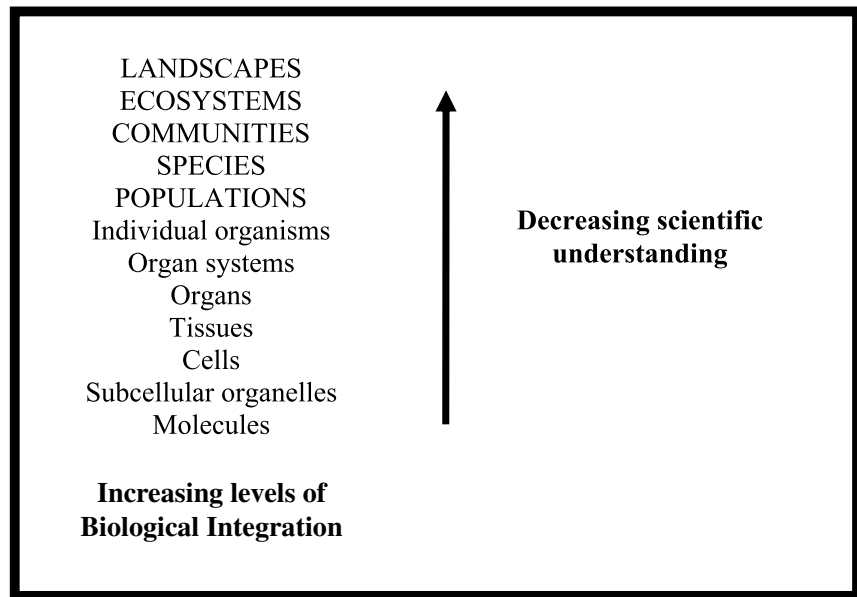 LANDSCAPES
ECOSYSTEMS
COMMUNITIES
SPECIES
POPULATIONS
Individual organisms
Organ systems
Organs
Tissues
Cells
Subcellular organelles
Molecules
Increasing levels of
Biological Integration
Decreasing scientific
understanding